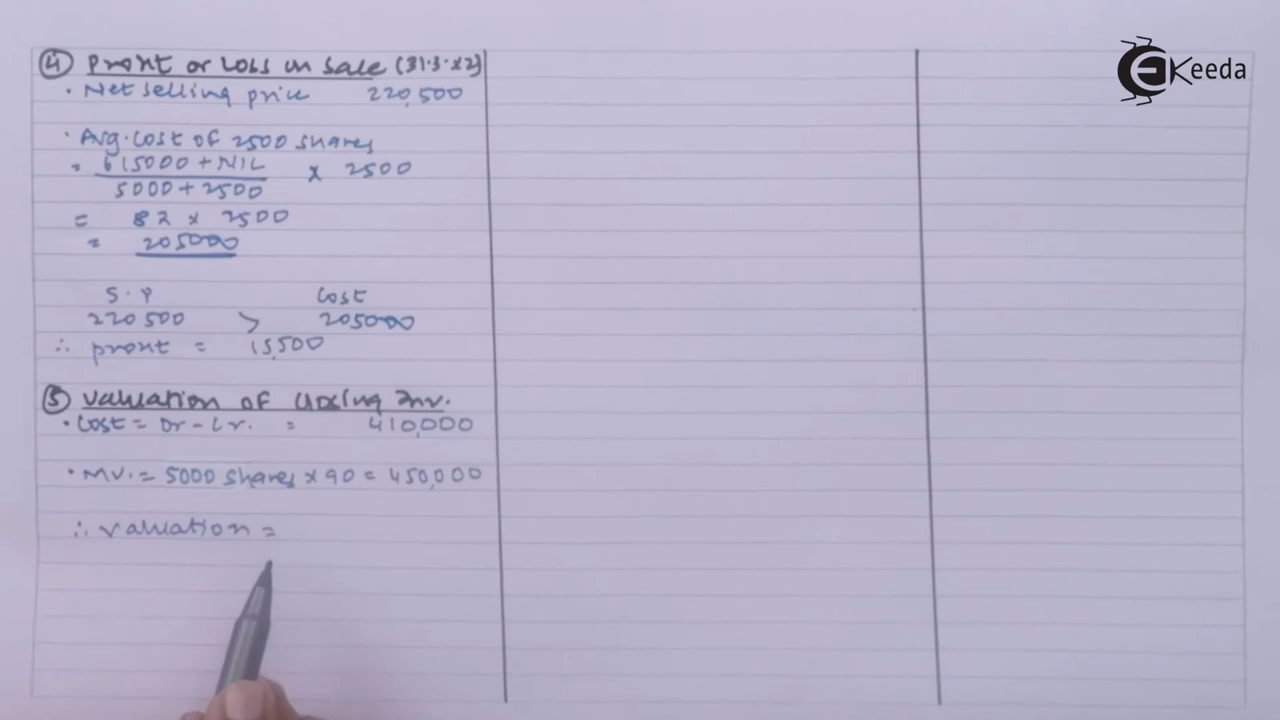 ④ Profit or Loss on Sale (31.3.X2)
• Net selling price 220,500
• Avg. cost of 2500 shares
= 615000 + NIL × 2500
5000 + 2500
= 82 × 2500
= 205000
S.P Cost
220500 > 205000
∴ profit = 15,500
⑤ Valuation of Closing Inv.
• Cost = Dr - Cr. = 410,000
• MV. = 5000 shares × 90 = 450,000
∴ Valuation =
EKeeda